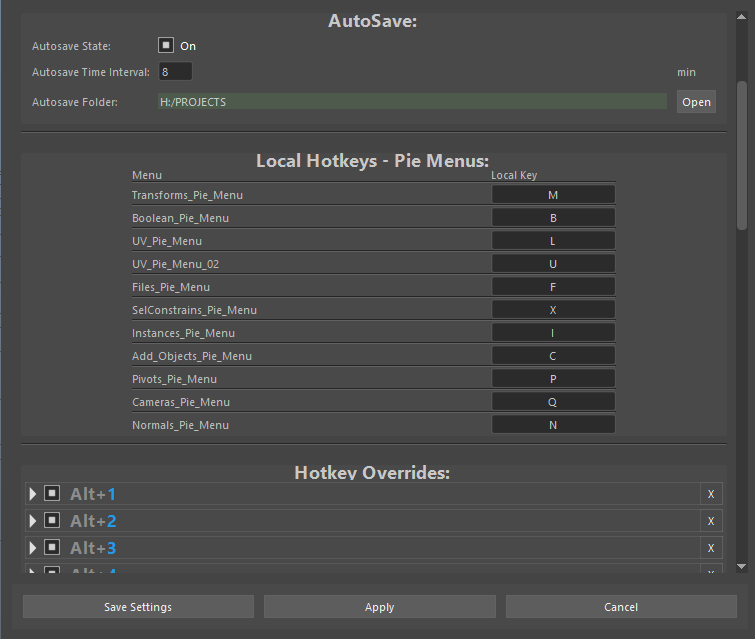 AutoSave:
Autosave State: On
Autosave Time Interval: 8 min
Autosave Folder: H:/PROJECTS Open
Local Hotkeys - Pie Menus:
Menu Local Key
Transforms_Pie_Menu M
Boolean_Pie_Menu B
UV_Pie_Menu L
UV_Pie_Menu_02 U
Files_Pie_Menu F
SelConstrains_Pie_Menu X
Instances_Pie_Menu I
Add_Objects_Pie_Menu C
Pivots_Pie_Menu P
Cameras_Pie_Menu Q
Normals_Pie_Menu N
Hotkey Overrides:
Alt+1 X
Alt+2 X
Alt+3 X
Alt+4 X
Save Settings Apply Cancel